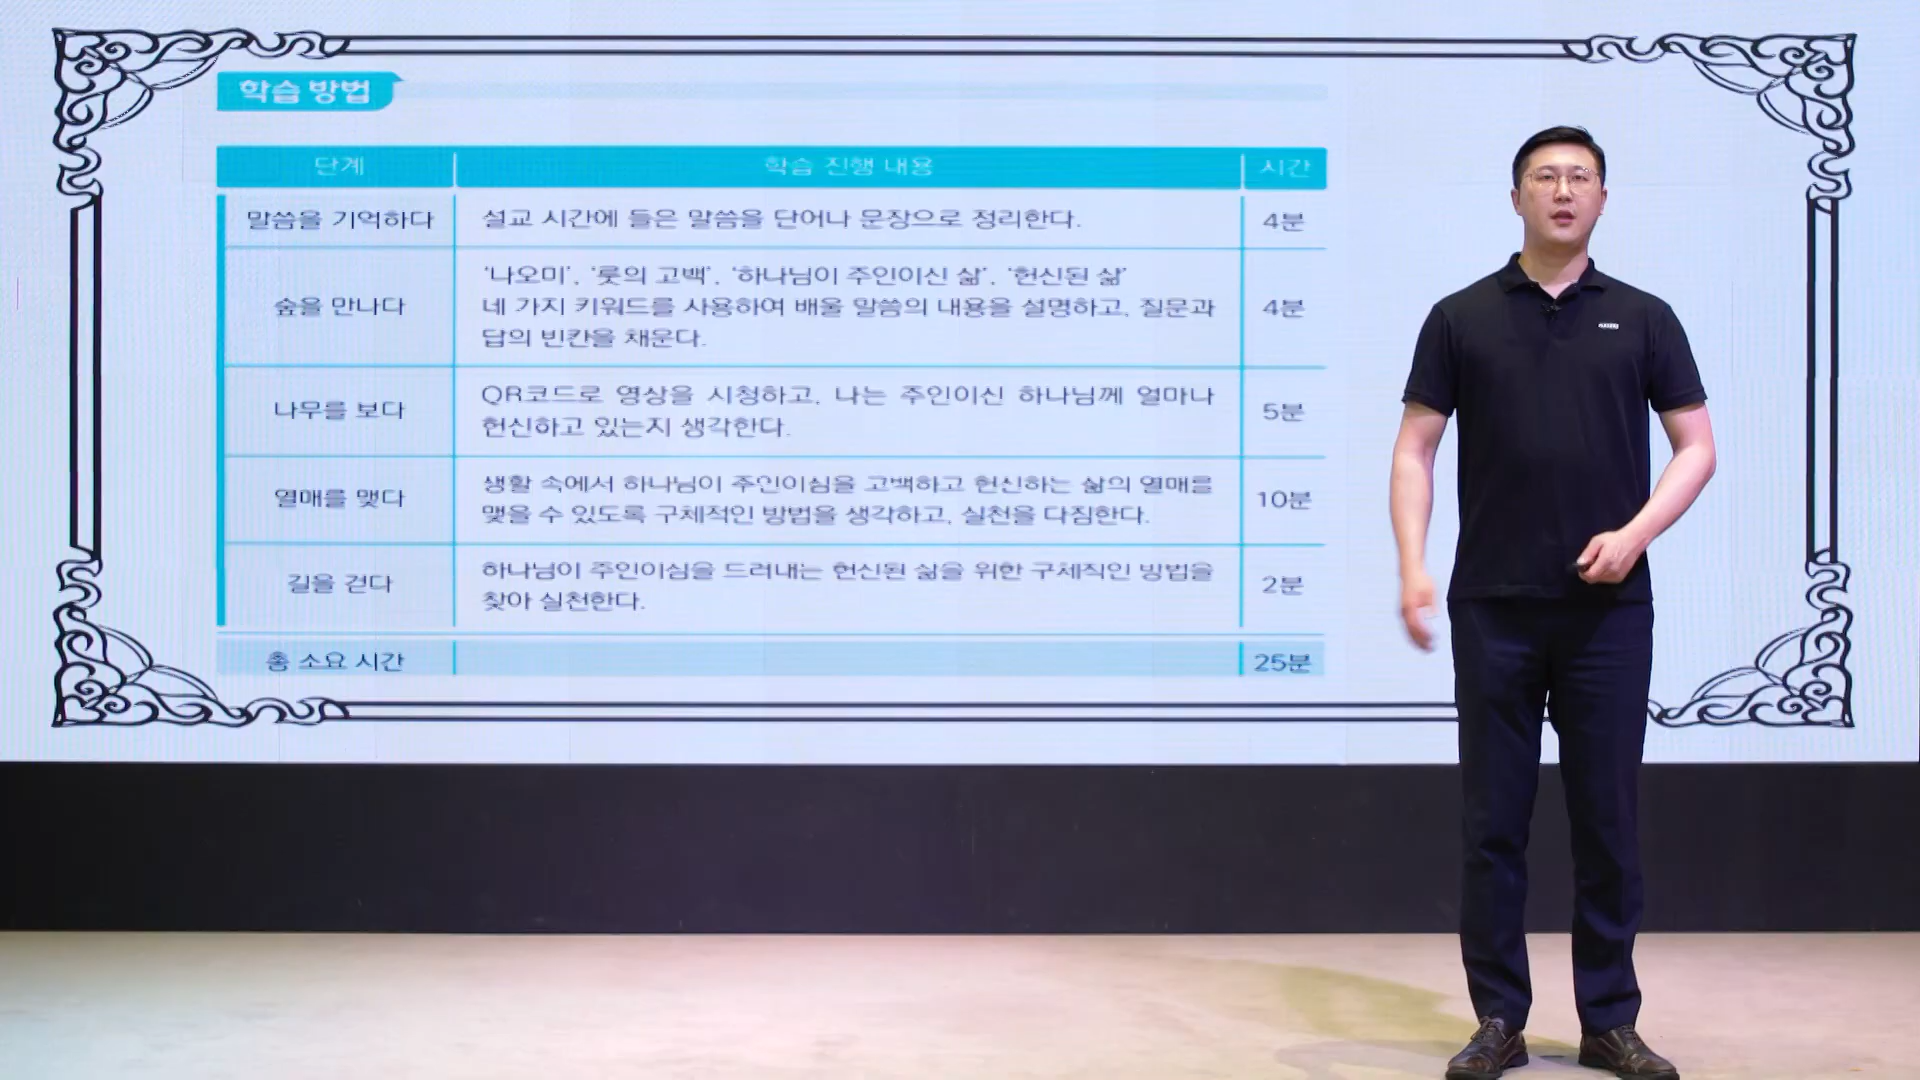 학습 방법
단계 학습 진행 내용 시간
말씀을 기억하다 설교 시간에 들은 말씀을 단어나 문장으로 정리한다. 4분
숲을 만나다 '나오미', '룻의 고백', '하나님이 주인이신 삶', '헌신된 삶'
네 가지 키워드를 사용하여 배울 말씀의 내용을 설명하고, 질문과
답의 빈칸을 채운다. 4분
나무를 보다 QR코드로 영상을 시청하고, 나는 주인이신 하나님께 얼마나
헌신하고 있는지 생각한다. 5분
열매를 맺다 생활 속에서 하나님이 주인이심을 고백하고 헌신하는 삶의 열매를
맺을 수 있도록 구체적인 방법을 생각하고, 실천을 다짐한다. 10분
길을 걷다 하나님이 주인이심을 드러내는 헌신된 삶을 위한 구체적인 방법을
찾아 실천한다. 2분
총 소요 시간 25분